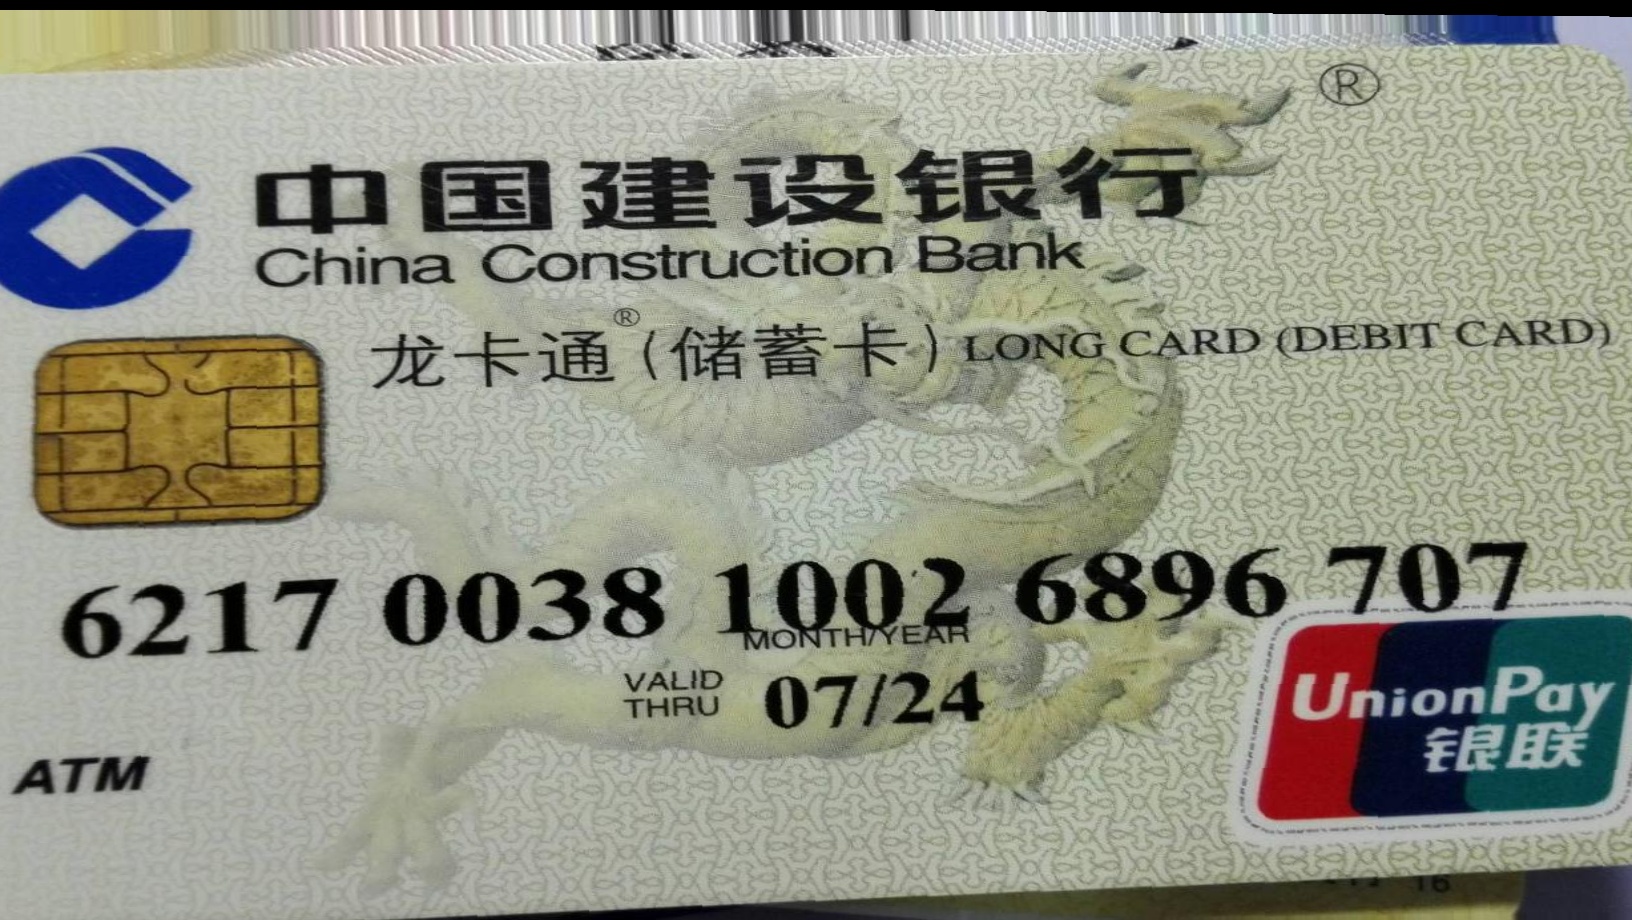 ®
中国建设银行
China Construction Bank
龙卡通®(储蓄卡) LONG CARD (DEBIT CARD)
6217 0038 1002 6896 707
MONTH/YEAR
VALID THRU 07/24
ATM
UnionPay
银联
16